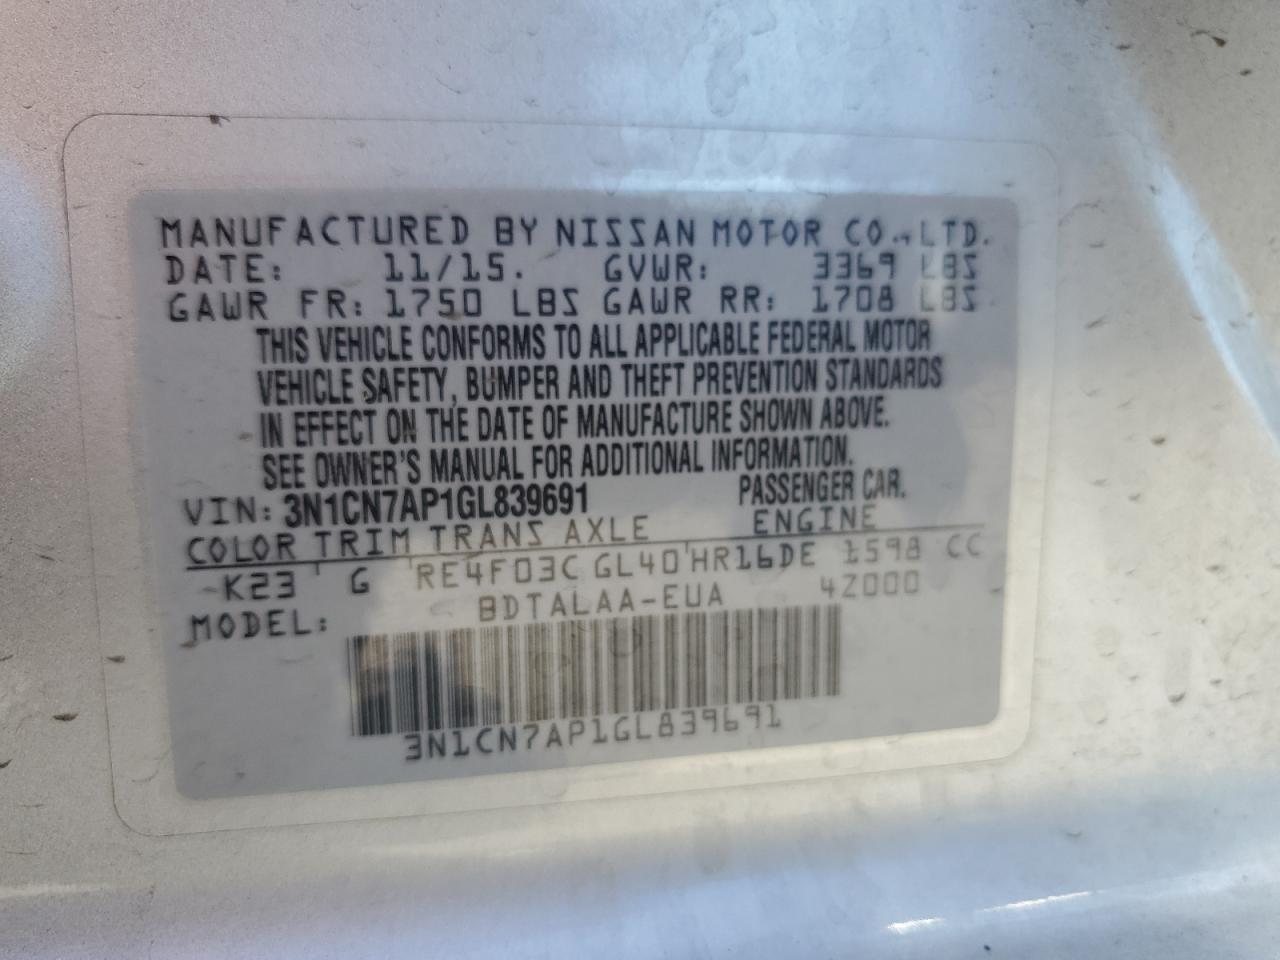 MANUFACTURED BY NISSAN MOTOR CO., LTD.
DATE: 11/15. GVWR: 3369 LBS
GAWR FR: 1750 LBS GAWR RR: 1708 LBS
THIS VEHICLE CONFORMS TO ALL APPLICABLE FEDERAL MOTOR
VEHICLE SAFETY, BUMPER AND THEFT PREVENTION STANDARDS
IN EFFECT ON THE DATE OF MANUFACTURE SHOWN ABOVE.
SEE OWNER'S MANUAL FOR ADDITIONAL INFORMATION.
VIN: 3N1CN7AP1GL839691 PASSENGER CAR.
COLOR TRIM TRANS AXLE ENGINE
K23 G RE4F03C GL40 HR16DE 1598 CC
MODEL: BDTALAA-EUA 4Z000
3N1CN7AP1GL839691